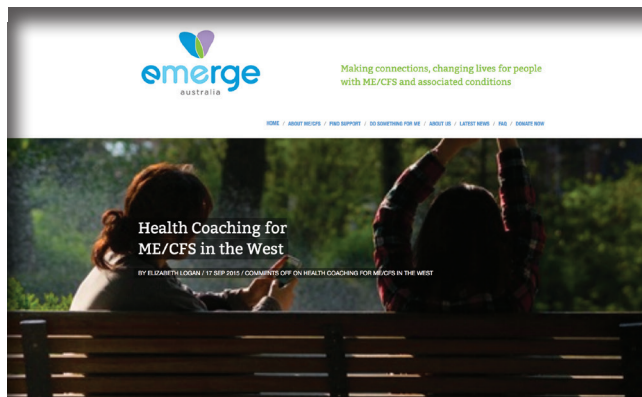 emerge
australia
Making connections, changing lives for people
with ME/CFS and associated conditions
HOME / ABOUT ME/CFS / FIND SUPPORT / DO SOMETHING FOR ME / ABOUT US / LATEST NEWS / FAQ / DONATE NOW
Health Coaching for
ME/CFS in the West
BY ELIZABETH LOGAN / 17 SEP 2015 / COMMENTS OFF ON HEALTH COACHING FOR ME/CFS IN THE WEST